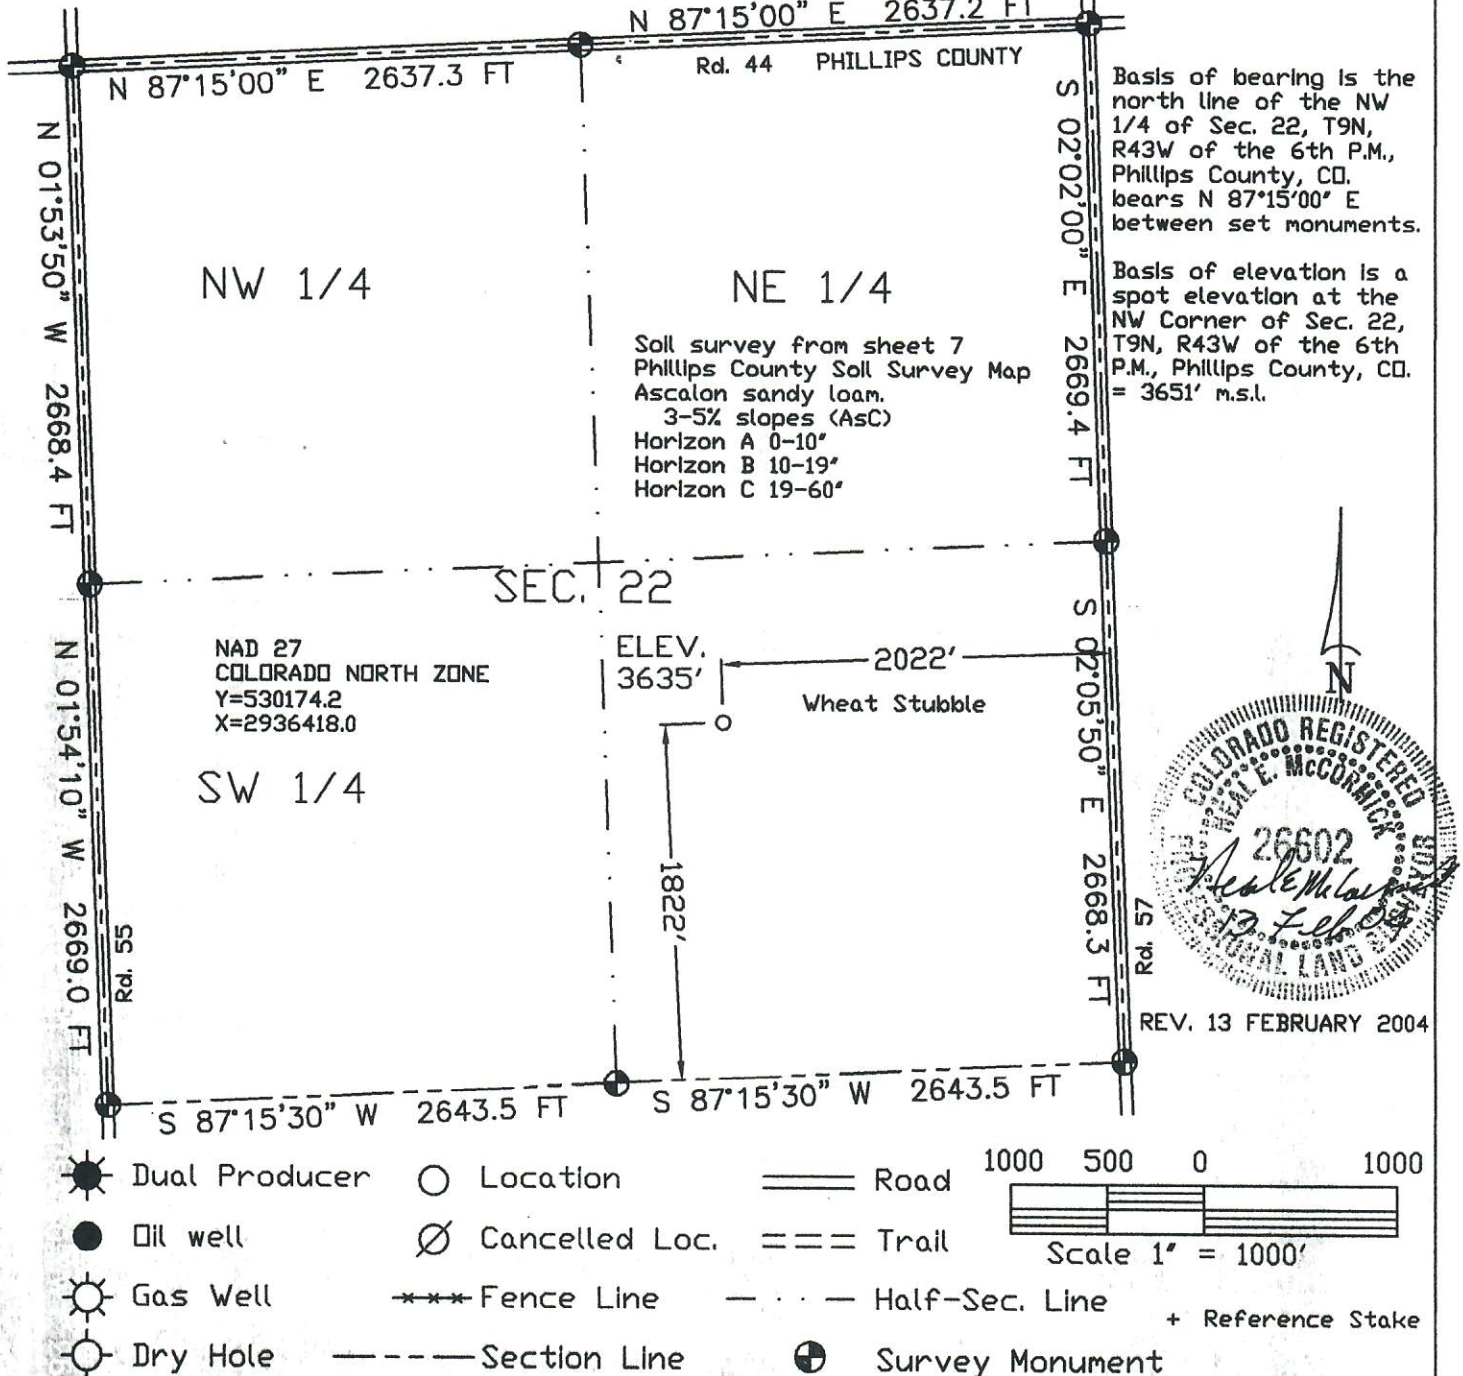 N 87°15'00" E 2637.2 FT
N 87°15'00" E 2637.3 FT
Rd. 44 PHILLIPS COUNTY
N 01°53'50" W 2668.4 FT
S 02°02'00" E 2669.4 FT
Basis of bearing is the
north line of the NW
1/4 of Sec. 22, T9N,
R43W of the 6th P.M.,
Phillips County, CO.
bears N 87°15'00" E
between set monuments.
Basis of elevation is a
spot elevation at the
NW Corner of Sec. 22,
T9N, R43W of the 6th
P.M., Phillips County, CO.
= 3651' m.s.l.
NW 1/4
NE 1/4
Soil survey from sheet 7
Phillips County Soil Survey Map
Ascalon sandy loam.
3-5% slopes (AsC)
Horizon A 0-10"
Horizon B 10-19"
Horizon C 19-60"
SEC. 22
N
NAD 27
COLORADO NORTH ZONE
Y=530174.2
X=2936418.0
ELEV.
3635'
2022'
Wheat Stubble
SW 1/4
1822'
N 01°54'10" W 2669.0 FT
Rd. 55
S 02°05'50" E 2668.3 FT
Rd. 57
COLORADO REGISTERED
NEAL E. McCORMICK
26602
Neal E McCormick
PROFESSIONAL LAND
REV. 13 FEBRUARY 2004
S 87°15'30" W 2643.5 FT
S 87°15'30" W 2643.5 FT
Dual Producer
Location
Road
1000 500 0 1000
Oil well
Cancelled Loc.
Trail
Scale 1" = 1000'
Gas Well
Fence Line
Half-Sec. Line
+ Reference Stake
Dry Hole
Section Line
Survey Monument